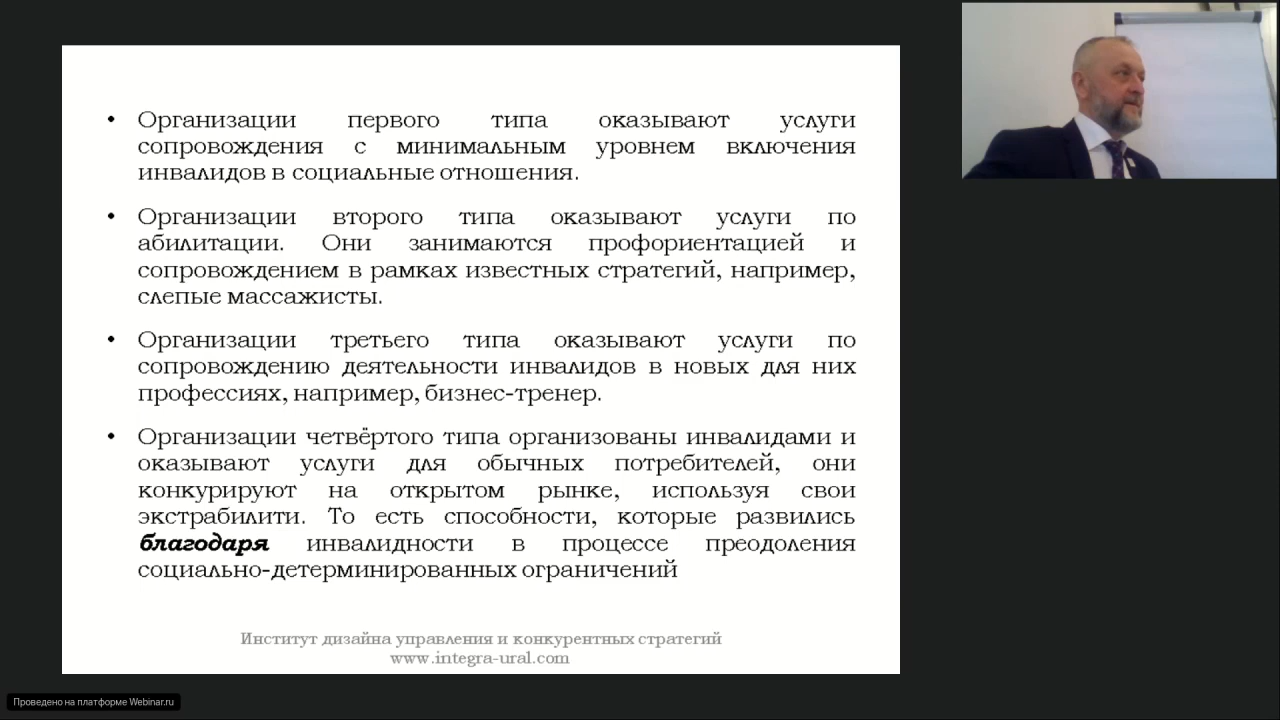 • Организации первого типа оказывают услуги
сопровождения с минимальным уровнем включения
инвалидов в социальные отношения.
• Организации второго типа оказывают услуги по
абилитации. Они занимаются профориентацией и
сопровождением в рамках известных стратегий, например,
слепые массажисты.
• Организации третьего типа оказывают услуги по
сопровождению деятельности инвалидов в новых для них
профессиях, например, бизнес-тренер.
• Организации четвёртого типа организованы инвалидами и
оказывают услуги для обычных потребителей, они
конкурируют на открытом рынке, используя свои
экстрабилити. То есть способности, которые развились
благодаря инвалидности в процессе преодоления
социально-детерминированных ограничений
Институт дизайна управления и конкурентных стратегий
www.integra-ural.com
Проведено на платформе Webinar.ru